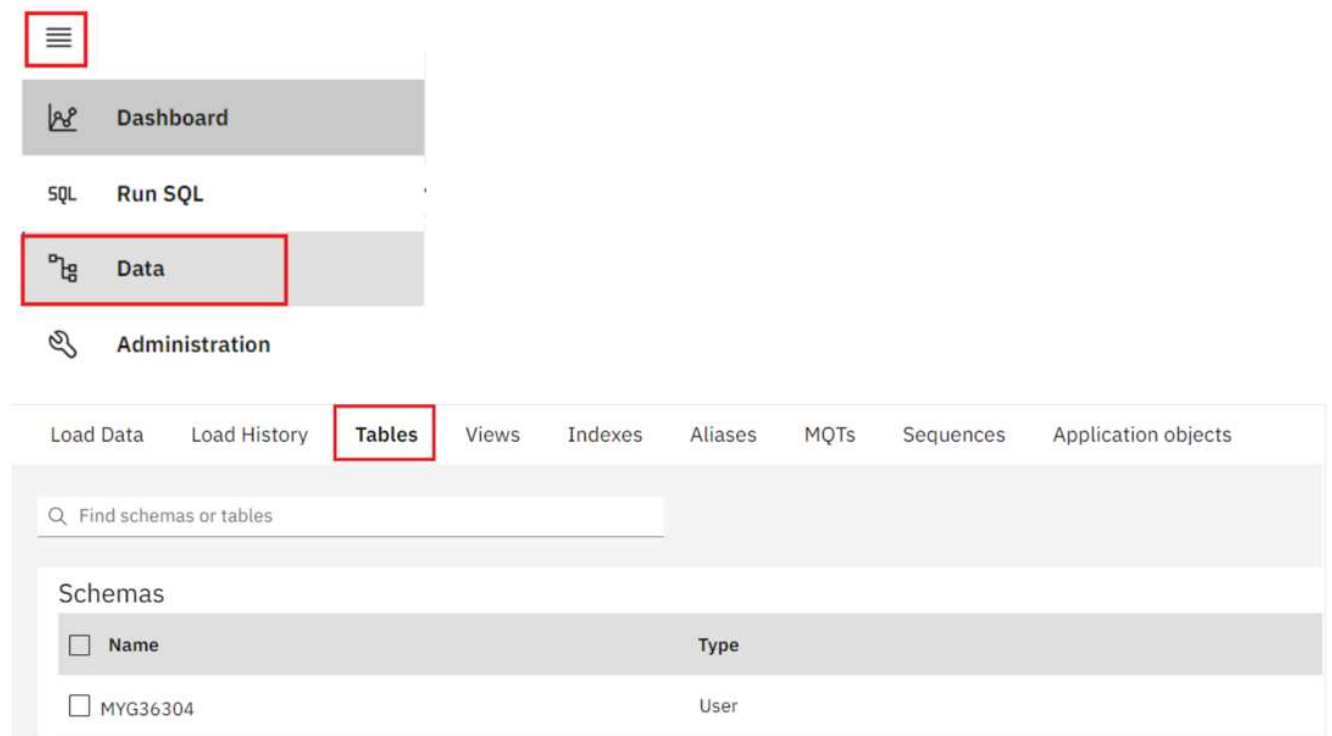 Dashboard
SQL Run SQL
Data
Administration
Load Data Load History Tables Views Indexes Aliases MQTs Sequences Application objects
Find schemas or tables
Schemas
Name Type
MYG36304 User